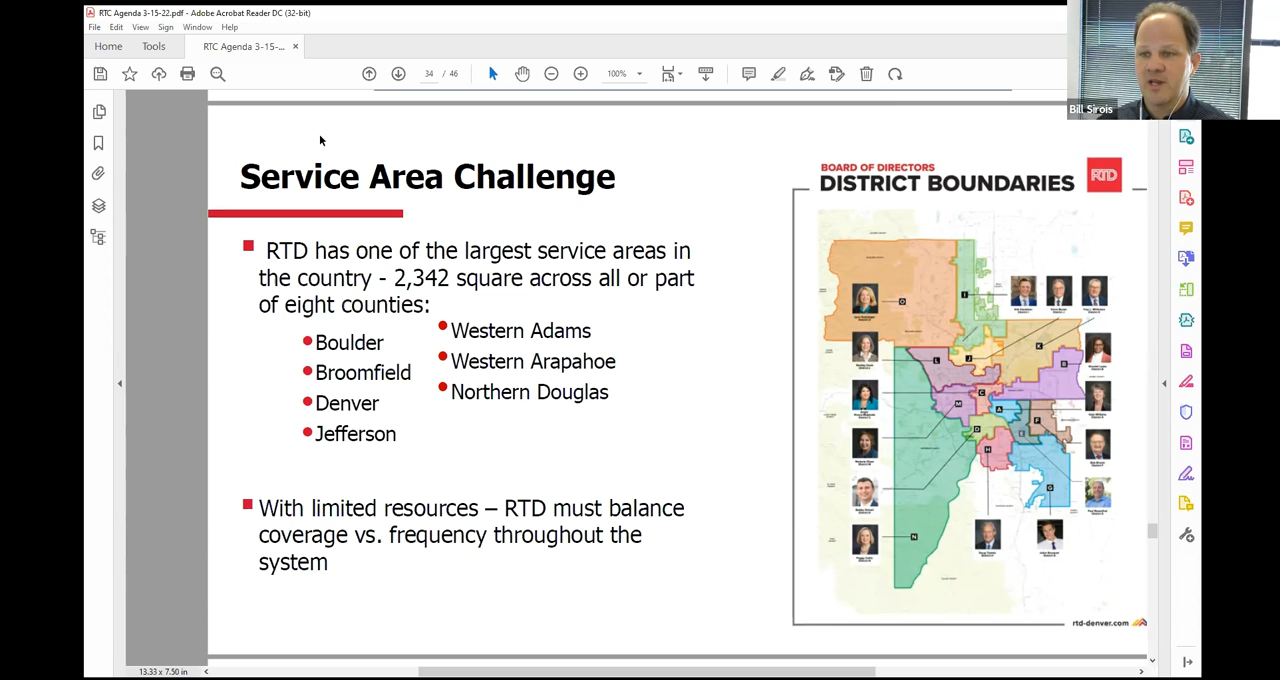 RTC Agenda 3-15-22.pdf - Adobe Acrobat Reader DC (32-bit)
File Edit View Sign Window Help
Home Tools RTC Agenda 3-15-... ×
34 / 46 100%
Bill Sirois
Service Area Challenge
RTD has one of the largest service areas in
the country - 2,342 square across all or part
of eight counties:
Boulder
Broomfield
Denver
Jefferson
Western Adams
Western Arapahoe
Northern Douglas
With limited resources – RTD must balance
coverage vs. frequency throughout the
system
BOARD OF DIRECTORS
DISTRICT BOUNDARIES
RTD
O
I
K
J
L
B
C
M
A
F
D
E
H
G
N
rtd-denver.com
13.33 x 7.50 in